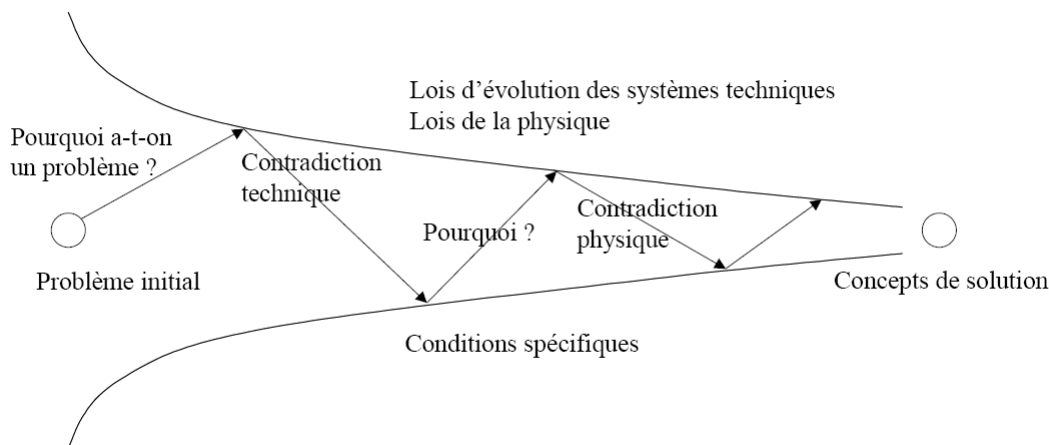 Lois d’évolution des systèmes techniques
Lois de la physique
Pourquoi a-t-on
un problème ?
Contradiction
technique
Pourquoi ?
Contradiction
physique
Problème initial
Concepts de solution
Conditions spécifiques